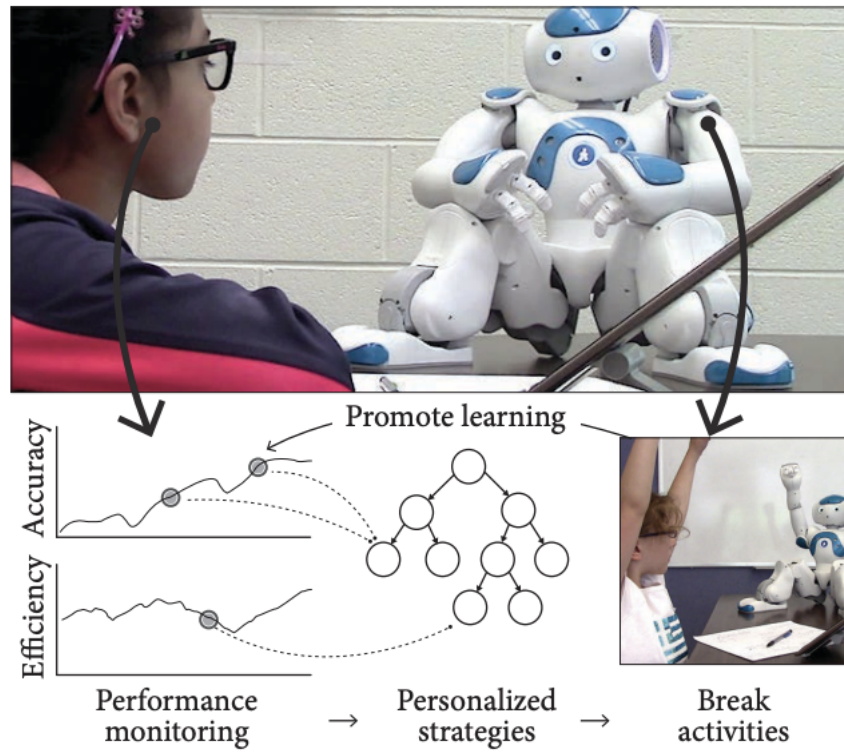 Promote learning
Accuracy
Efficiency
Performance
monitoring
→
Personalized
strategies
→
Break
activities